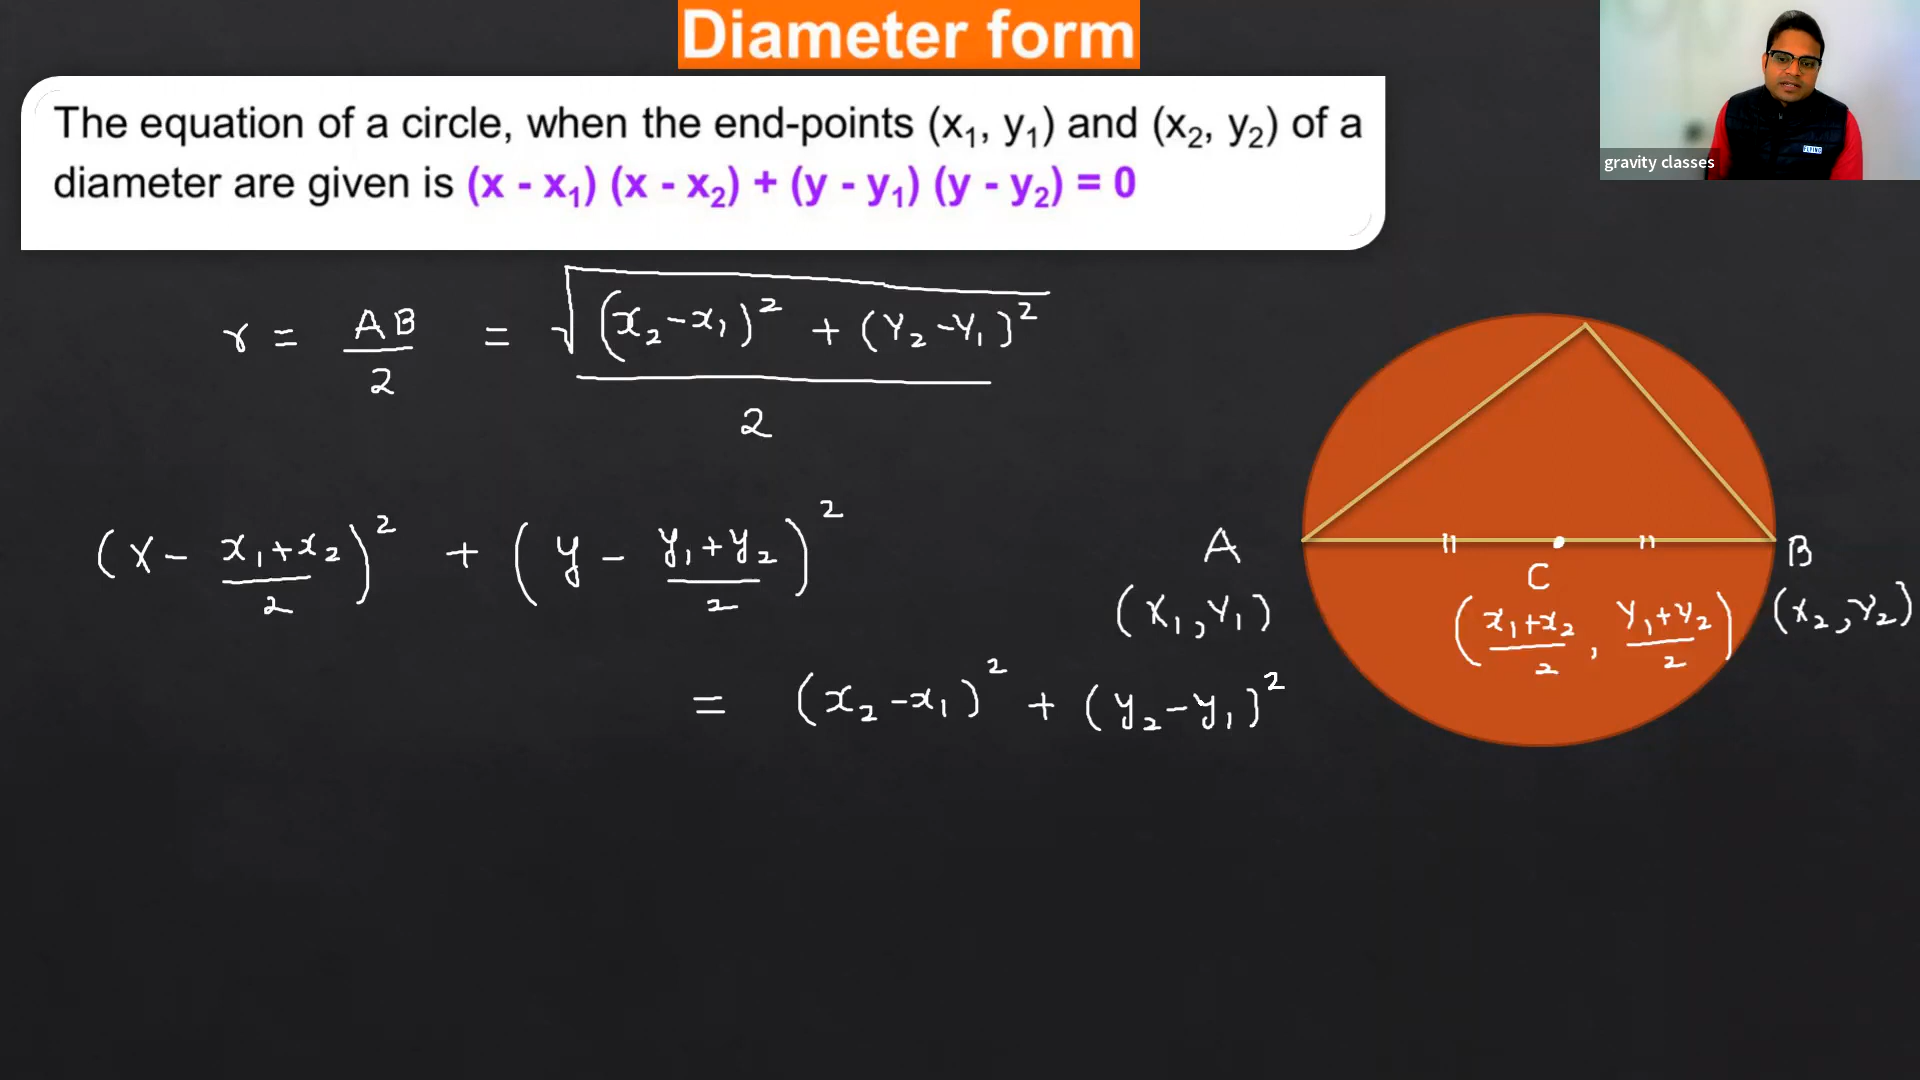 Diameter form
The equation of a circle, when the end-points (x₁, y₁) and (x₂, y₂) of a
diameter are given is (x - x₁) (x - x₂) + (y - y₁) (y - y₂) = 0
gravity classes
FLYING
r = AB/2 = √((x₂-x₁)² + (y₂-y₁)²)/2
(x - (x₁+x₂)/2)² + (y - (y₁+y₂)/2)²
= (x₂-x₁)² + (y₂-y₁)²
A
(x₁, y₁)
C
((x₁+x₂)/2, (y₁+y₂)/2)
B
(x₂, y₂)